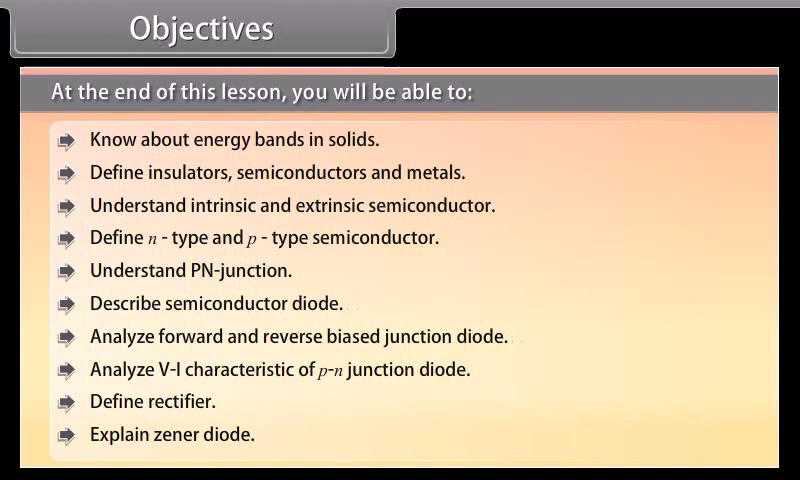 Objectives
At the end of this lesson, you will be able to:
Know about energy bands in solids.
Define insulators, semiconductors and metals.
Understand intrinsic and extrinsic semiconductor.
Define n - type and p - type semiconductor.
Understand PN-junction.
Describe semiconductor diode.
Analyze forward and reverse biased junction diode.
Analyze V-I characteristic of p-n junction diode.
Define rectifier.
Explain zener diode.